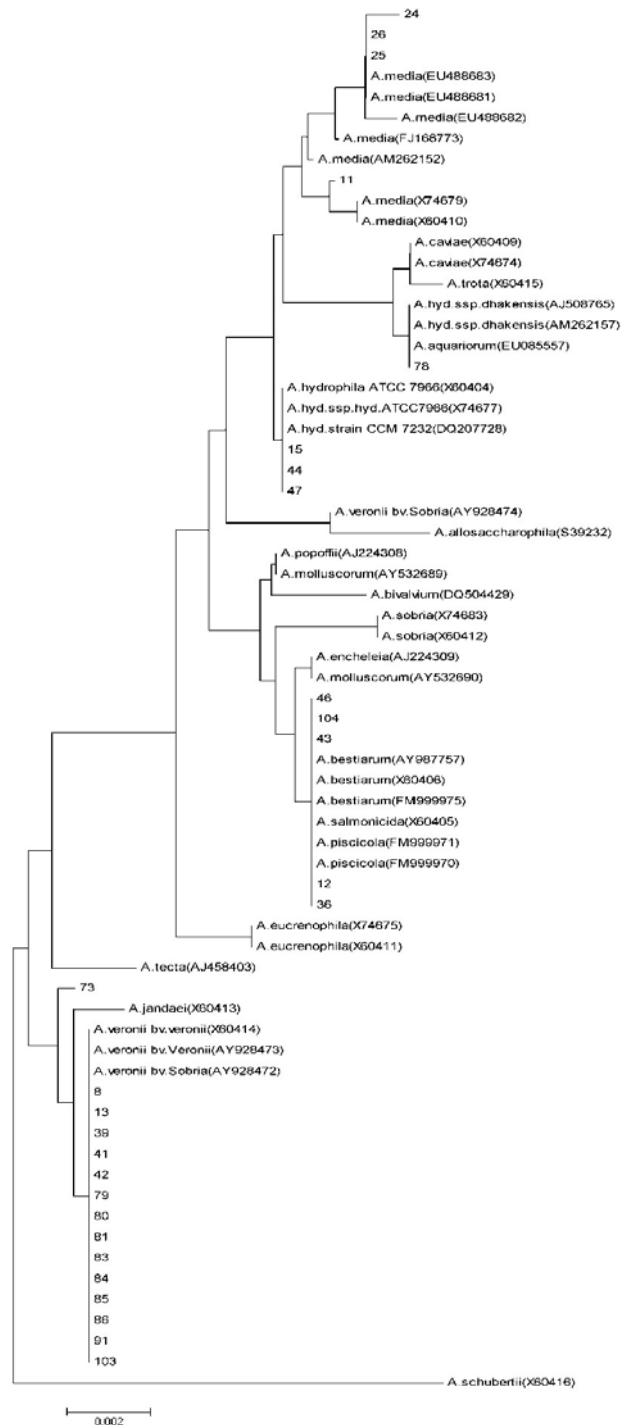 24
26
25
A.media(EU488683)
A.media(EU488681)
A.media(EU488682)
A.media(FJ168773)
A.media(AM262152)
11
A.media(X74679)
A.media(X60410)
A.caviae(X60409)
A.caviae(X74674)
A.trota(X60415)
A.hyd.ssp.dhakensis(AJ508765)
A.hyd.ssp.dhakensis(AM262157)
A.aquariorum(EU085557)
78
A.hydrophila ATCC 7966(X60404)
A.hyd.ssp.hyd.ATCC7966(X74677)
A.hyd.strain CCM 7232(DQ207728)
15
44
47
A.veronii bv.Sobria(AY928474)
A.allosaccharophila(S39232)
A.popoffii(AJ224308)
A.molluscorum(AY532689)
A.bivalvium(DQ504429)
A.sobria(X74683)
A.sobria(X60412)
A.encheleia(AJ224309)
A.molluscorum(AY532690)
46
104
43
A.bestiarum(AY987757)
A.bestiarum(X60406)
A.bestiarum(FM999975)
A.salmonicida(X60405)
A.piscicola(FM999971)
A.piscicola(FM999970)
12
36
A.eucrenophila(X74675)
A.eucrenophila(X60411)
A.tecta(AJ458403)
73
A.jandaei(X60413)
A.veronii bv.veronii(X60414)
A.veronii bv.Veronii(AY928473)
A.veronii bv.Sobria(AY928472)
8
13
39
41
42
79
80
81
83
84
85
86
91
103
A.schubertii(X60416)
0.002